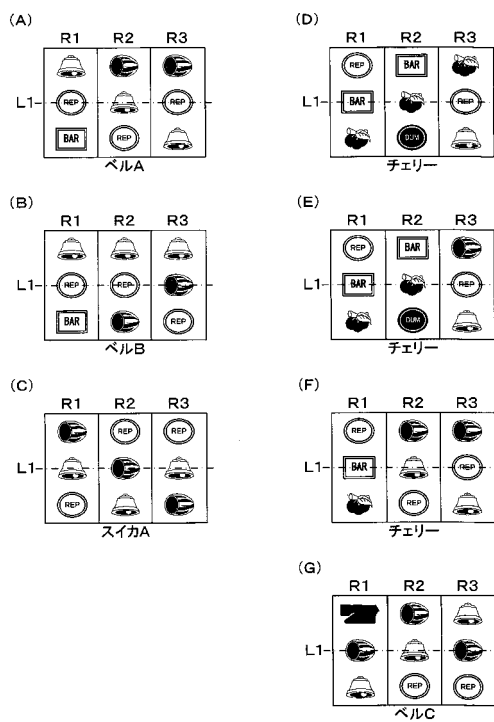 (A)
R1 R2 R3
REP REP
L1
BAR REP
ベルA
(B)
R1 R2 R3
L1 REP REP
BAR REP
ベルB
(C)
R1 R2 R3
REP REP
L1
REP
スイカA
(D)
R1 R2 R3
REP BAR
L1 BAR REP
DUM
チェリー
(E)
R1 R2 R3
REP BAR
L1 BAR REP
DUM
チェリー
(F)
R1 R2 R3
REP
L1 BAR REP
REP
チェリー
(G)
R1 R2 R3
L1
REP REP
ベルC